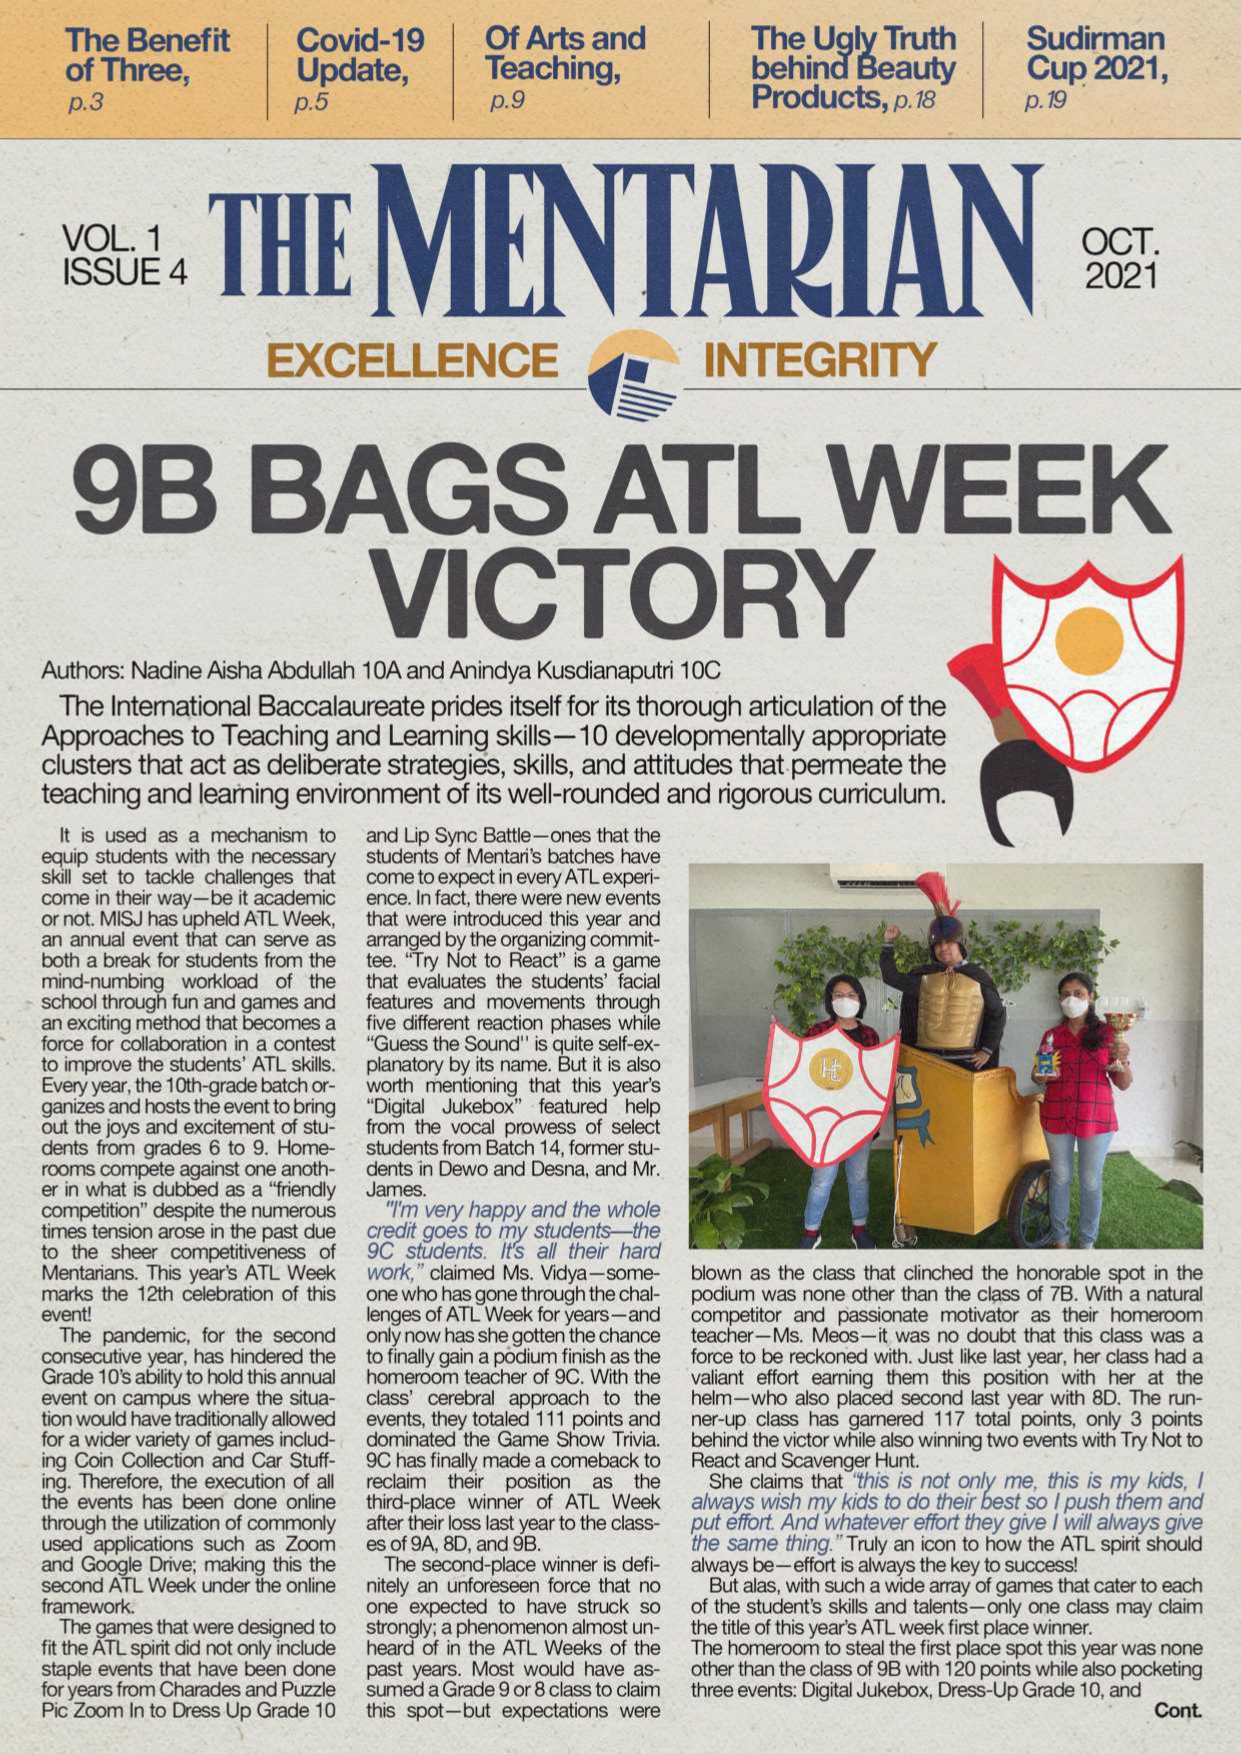 The Benefit
of Three,
p.3
Covid-19
Update,
p.5
Of Arts and
Teaching,
p.9
The Ugly Truth
behind Beauty
Products, p.18
Sudirman
Cup 2021,
p.19
VOL. 1
ISSUE 4
THE MENTARIAN
OCT.
2021
EXCELLENCE INTEGRITY
9B BAGS ATL WEEK
VICTORY
Authors: Nadine Aisha Abdullah 10A and Anindya Kusdianaputri 10C
The International Baccalaureate prides itself for its thorough articulation of the
Approaches to Teaching and Learning skills—10 developmentally appropriate
clusters that act as deliberate strategies, skills, and attitudes that permeate the
teaching and learning environment of its well-rounded and rigorous curriculum.
It is used as a mechanism to
equip students with the necessary
skill set to tackle challenges that
come in their way—be it academic
or not. MISJ has upheld ATL Week,
an annual event that can serve as
both a break for students from the
mind-numbing workload of the
school through fun and games and
an exciting method that becomes a
force for collaboration in a contest
to improve the students' ATL skills.
Every year, the 10th-grade batch or-
ganizes and hosts the event to bring
out the joys and excitement of stu-
dents from grades 6 to 9. Home-
rooms compete against one anoth-
er in what is dubbed as a “friendly
competition” despite the numerous
times tension arose in the past due
to the sheer competitiveness of
Mentarians. This year's ATL Week
marks the 12th celebration of this
event!
The pandemic, for the second
consecutive year, has hindered the
Grade 10's ability to hold this annual
event on campus where the situa-
tion would have traditionally allowed
for a wider variety of games includ-
ing Coin Collection and Car Stuff-
ing. Therefore, the execution of all
the events has been done online
through the utilization of commonly
used applications such as Zoom
and Google Drive; making this the
second ATL Week under the online
framework.
The games that were designed to
fit the ATL spirit did not only include
staple events that have been done
for years from Charades and Puzzle
Pic Zoom In to Dress Up Grade 10
and Lip Sync Battle—ones that the
students of Mentari's batches have
come to expect in every ATL experi-
ence. In fact, there were new events
that were introduced this year and
arranged by the organizing commit-
tee. “Try Not to React” is a game
that evaluates the students' facial
features and movements through
five different reaction phases while
“Guess the Sound'' is quite self-ex-
planatory by its name. But it is also
worth mentioning that this year's
“Digital Jukebox” featured help
from the vocal prowess of select
students from Batch 14, former stu-
dents in Dewo and Desna, and Mr.
James.
"I'm very happy and the whole
credit goes to my students—the
9C students. It's all their hard
work,” claimed Ms. Vidya—some-
one who has gone through the chal-
lenges of ATL Week for years—and
only now has she gotten the chance
to finally gain a podium finish as the
homeroom teacher of 9C. With the
class' cerebral approach to the
events, they totaled 111 points and
dominated the Game Show Trivia.
9C has finally made a comeback to
reclaim their position as the
third-place winner of ATL Week
after their loss last year to the class-
es of 9A, 8D, and 9B.
The second-place winner is defi-
nitely an unforeseen force that no
one expected to have struck so
strongly; a phenomenon almost un-
heard of in the ATL Weeks of the
past years. Most would have as-
sumed a Grade 9 or 8 class to claim
this spot—but expectations were
blown as the class that clinched the honorable spot in the
podium was none other than the class of 7B. With a natural
competitor and passionate motivator as their homeroom
teacher—Ms. Meos—it was no doubt that this class was a
force to be reckoned with. Just like last year, her class had a
valiant effort earning them this position with her at the
helm—who also placed second last year with 8D. The run-
ner-up class has garnered 117 total points, only 3 points
behind the victor while also winning two events with Try Not to
React and Scavenger Hunt.
She claims that “this is not only me, this is my kids, I
always wish my kids to do their best so I push them and
put effort. And whatever effort they give I will always give
the same thing.” Truly an icon to how the ATL spirit should
always be—effort is always the key to success!
But alas, with such a wide array of games that cater to each
of the student's skills and talents—only one class may claim
the title of this year's ATL week first place winner.
The homeroom to steal the first place spot this year was none
other than the class of 9B with 120 points while also pocketing
three events: Digital Jukebox, Dress-Up Grade 10, and
Cont.